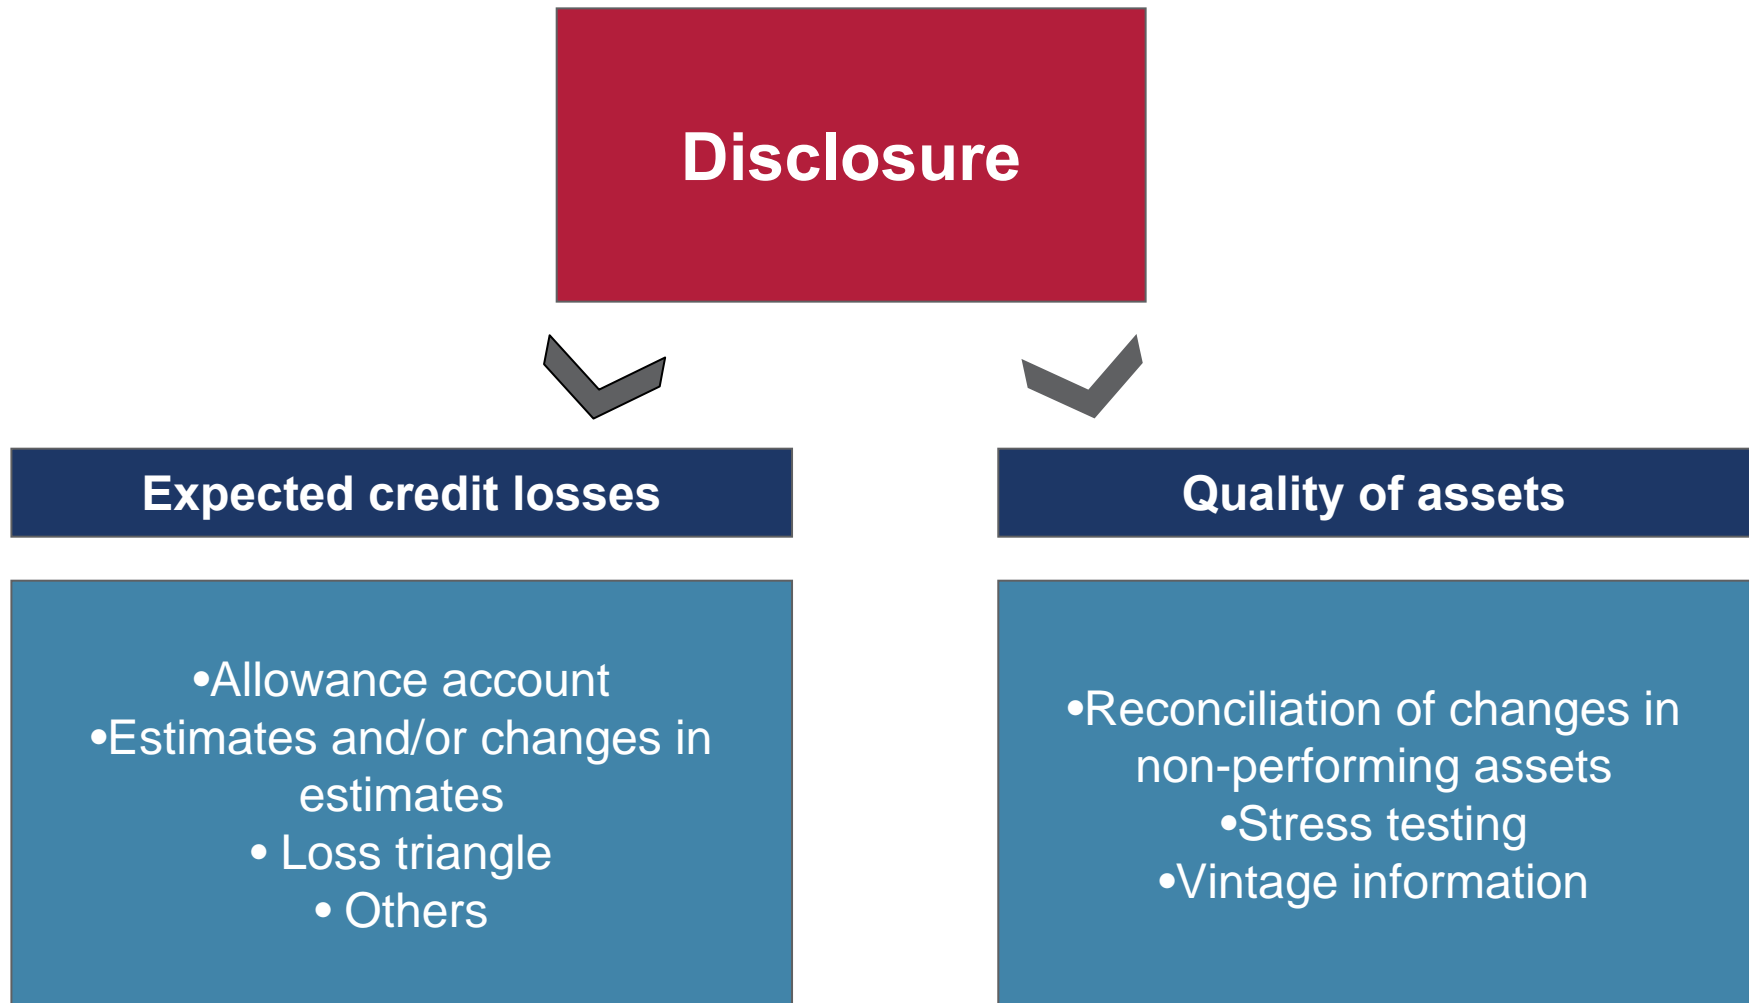 Disclosure
Expected credit losses
•Allowance account
•Estimates and/or changes in
estimates
• Loss triangle
• Others
Quality of assets
•Reconciliation of changes in
non-performing assets
•Stress testing
•Vintage information